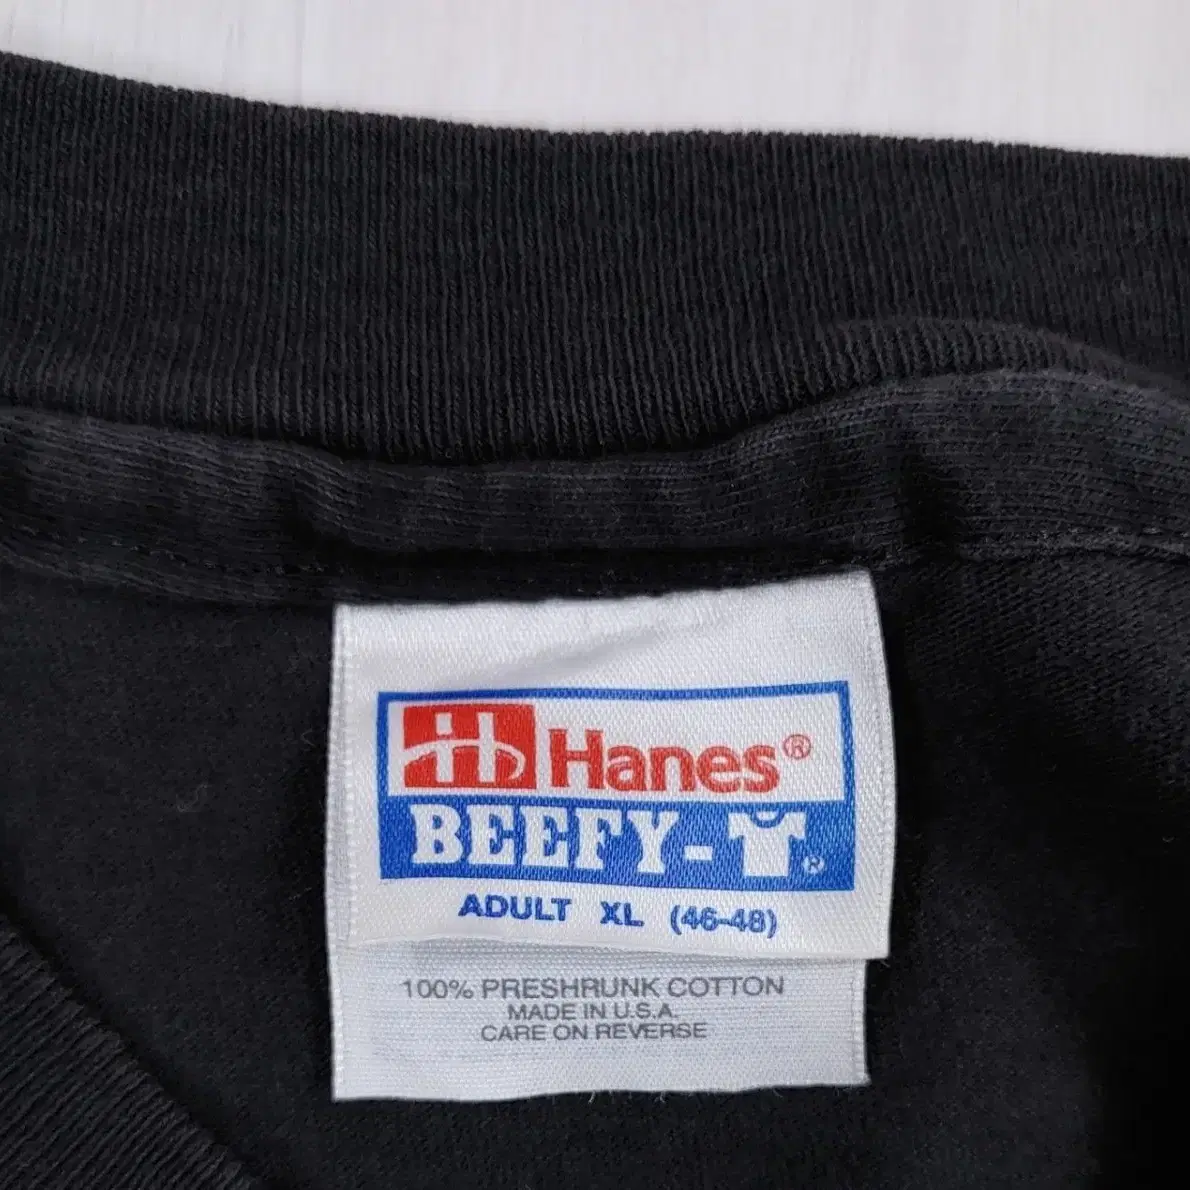 H Hanes®
BEEFY-T®
ADULT XL (46-48)
100% PRESHRUNK COTTON
MADE IN U.S.A.
CARE ON REVERSE